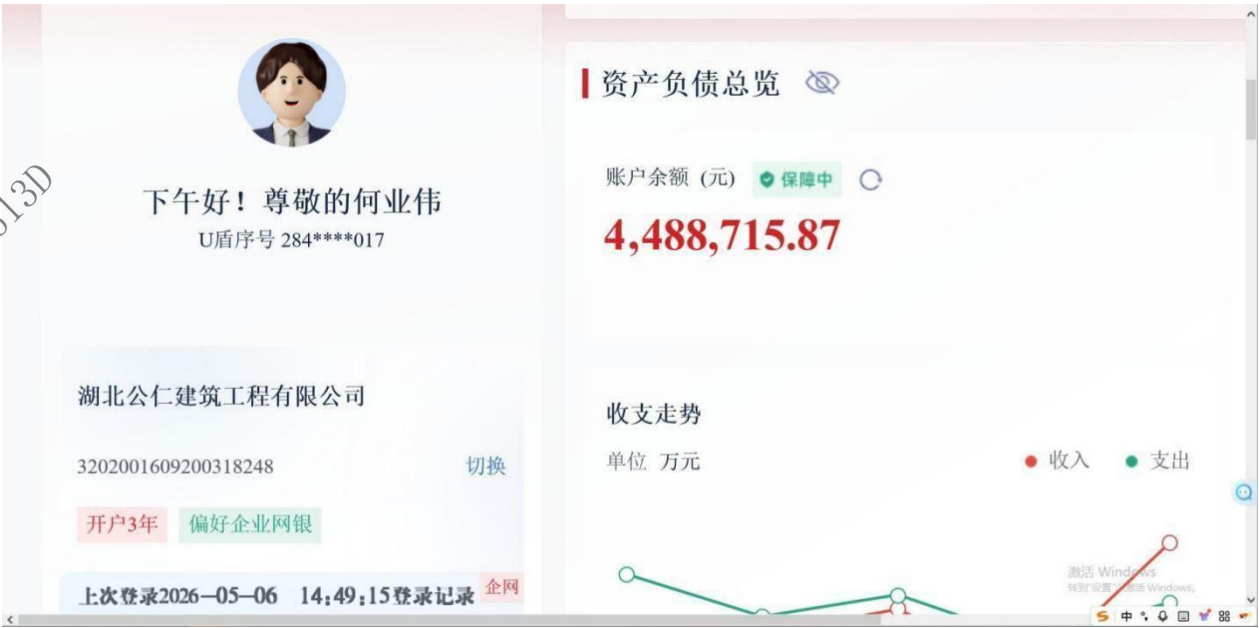 下午好！尊敬的何业伟
U盾序号 284****017
湖北公仁建筑工程有限公司
3202001609200318248
切换
开户3年
偏好企业网银
上次登录2026—05—06 14:49:15登录记录
企网
资产负债总览
账户余额 (元)
保障中
4,488,715.87
收支走势
单位 万元
收入
支出
激活 Windows
中